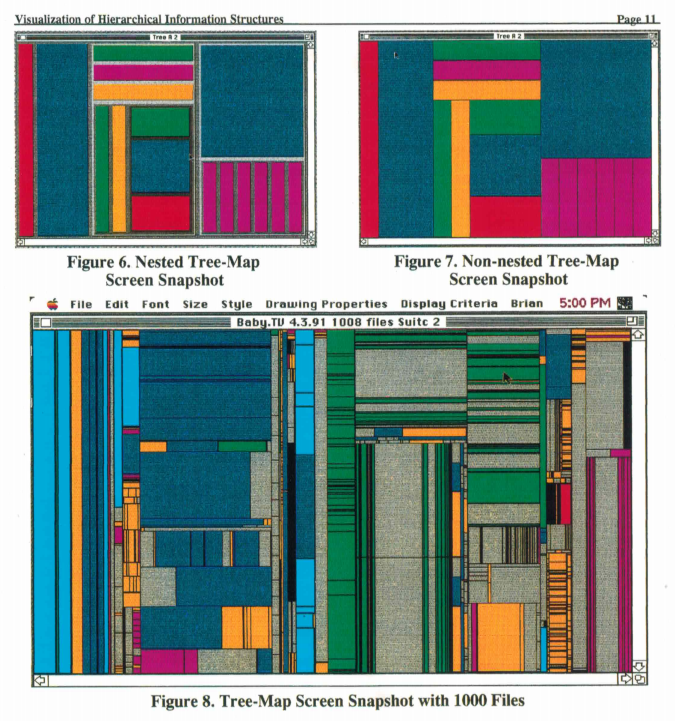 Visualization of Hierarchical Information Structures Page 11
Tree A 2 Tree A 2
Figure 6. Nested Tree-Map
Screen Snapshot
Figure 7. Non-nested Tree-Map
Screen Snapshot
File Edit Font Size Style Drawing Properties Display Criteria Brian 5:00 PM
Baby.TU 4.3.91 1008 files Suite 2
Figure 8. Tree-Map Screen Snapshot with 1000 Files